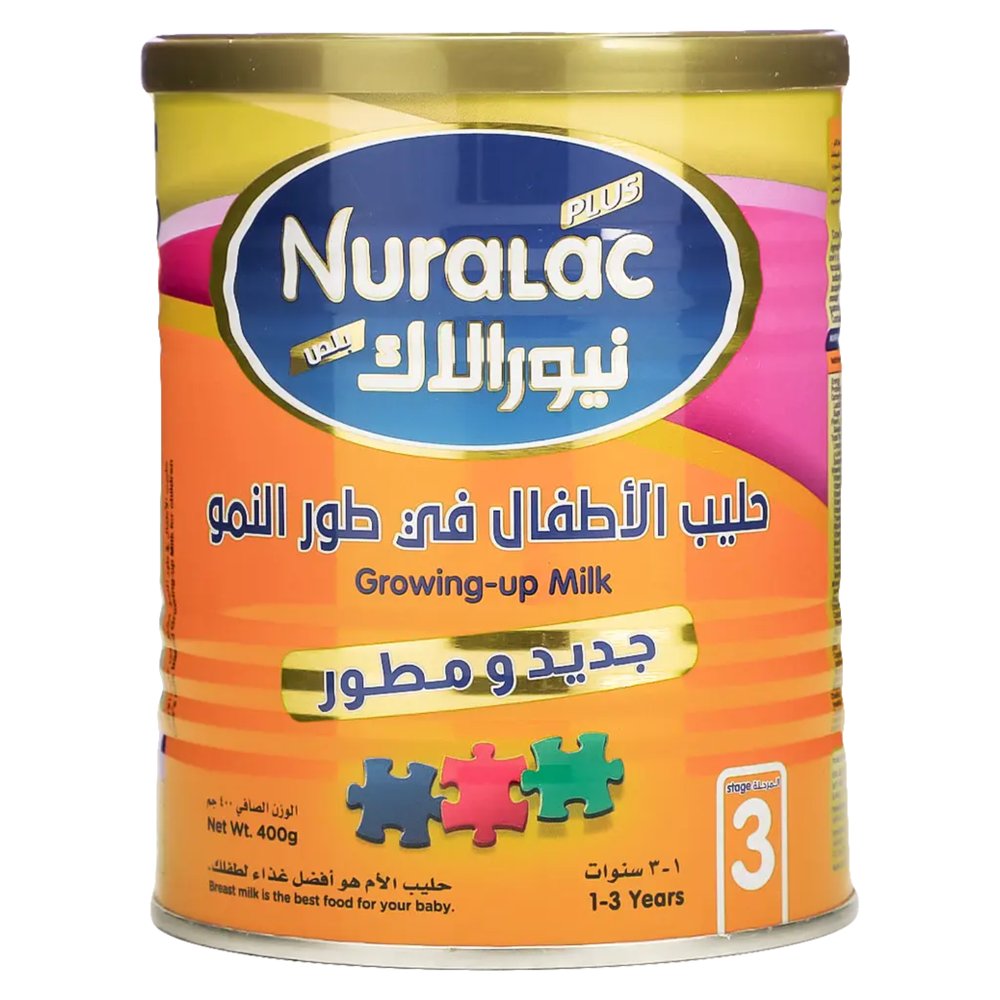 PLUS
NURALAC
نيورالاك
بلص
حليب الأطفال في طور النمو
Growing-up Milk
جديد و مطور
الوزن الصافي ٤٠٠ جم
Net Wt. 400g
حليب الأم هو أفضل غذاء لطفلك.
Breast milk is the best food for your baby.
١-٣ سنوات
1-3 Years
stage المرحلة
3